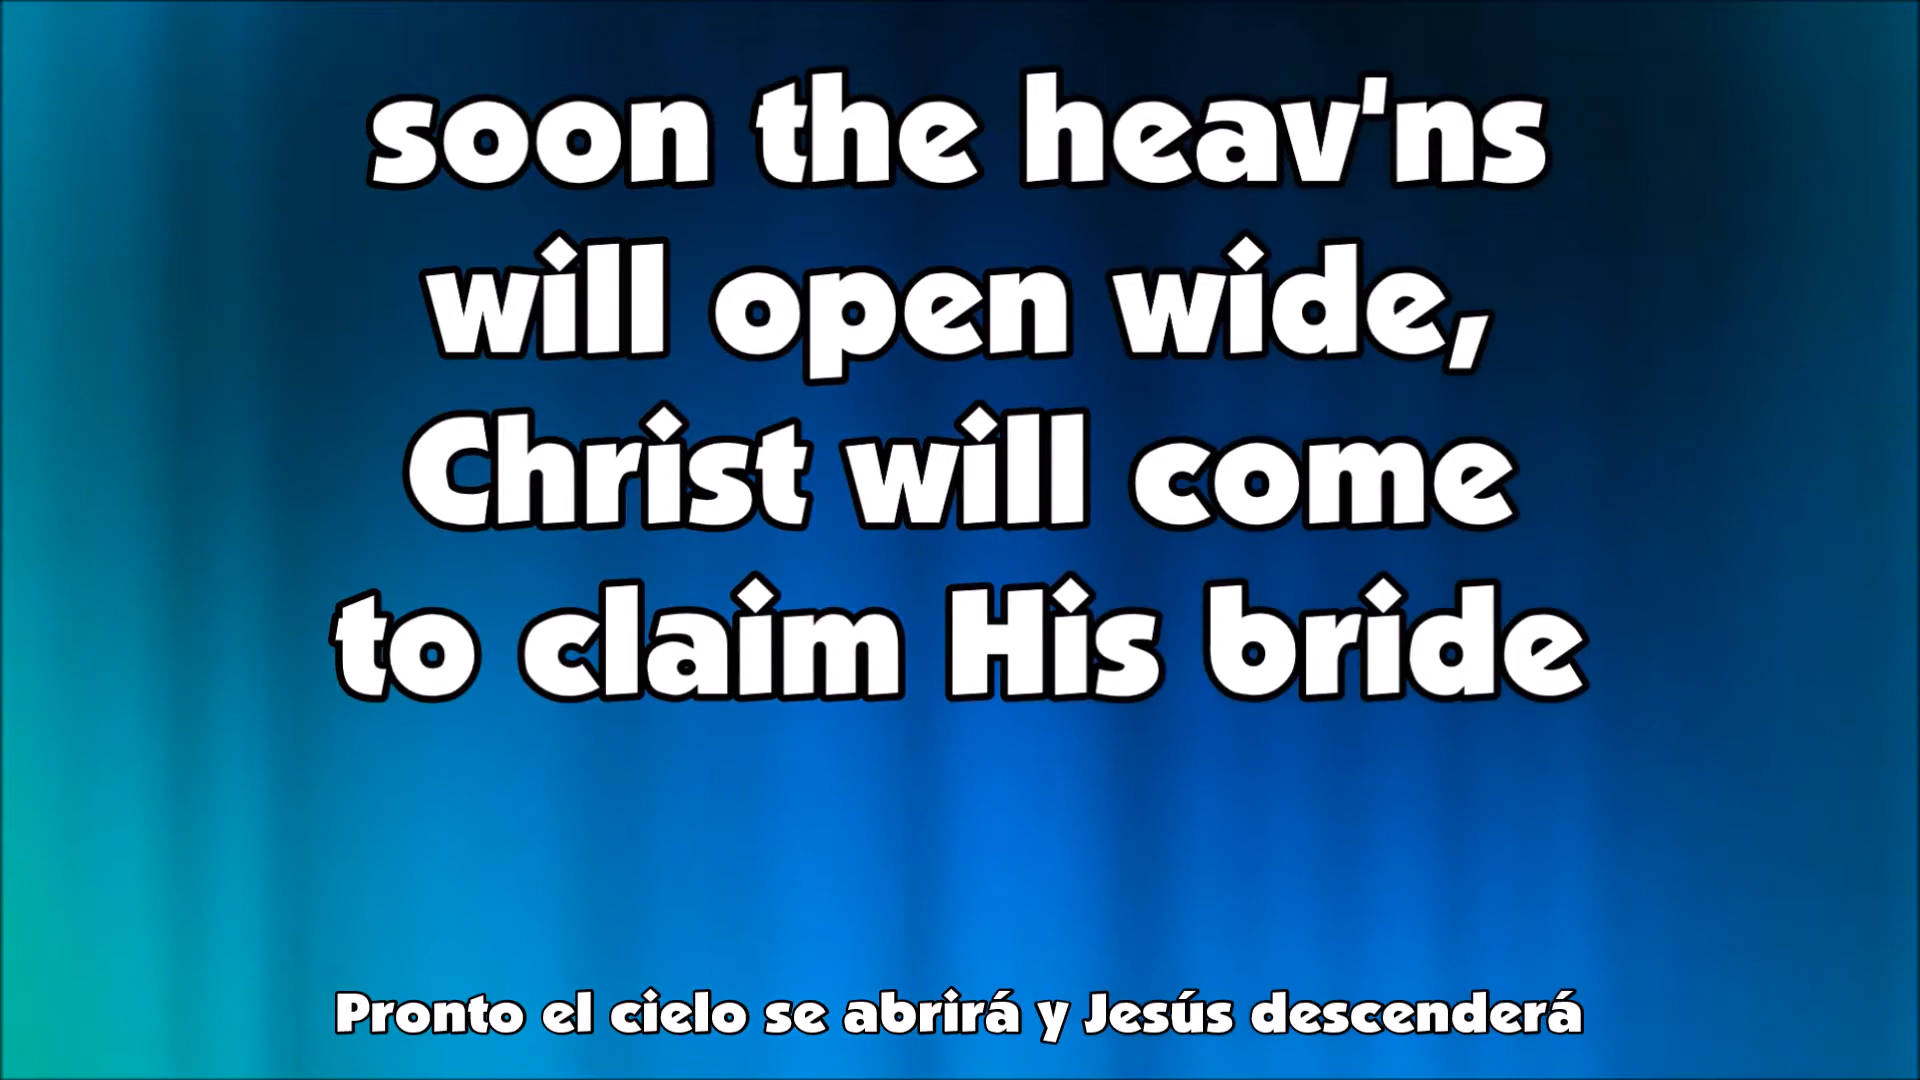 soon the heav'ns
will open wide,
Christ will come
to claim His bride
Pronto el cielo se abrirá y Jesús descenderá